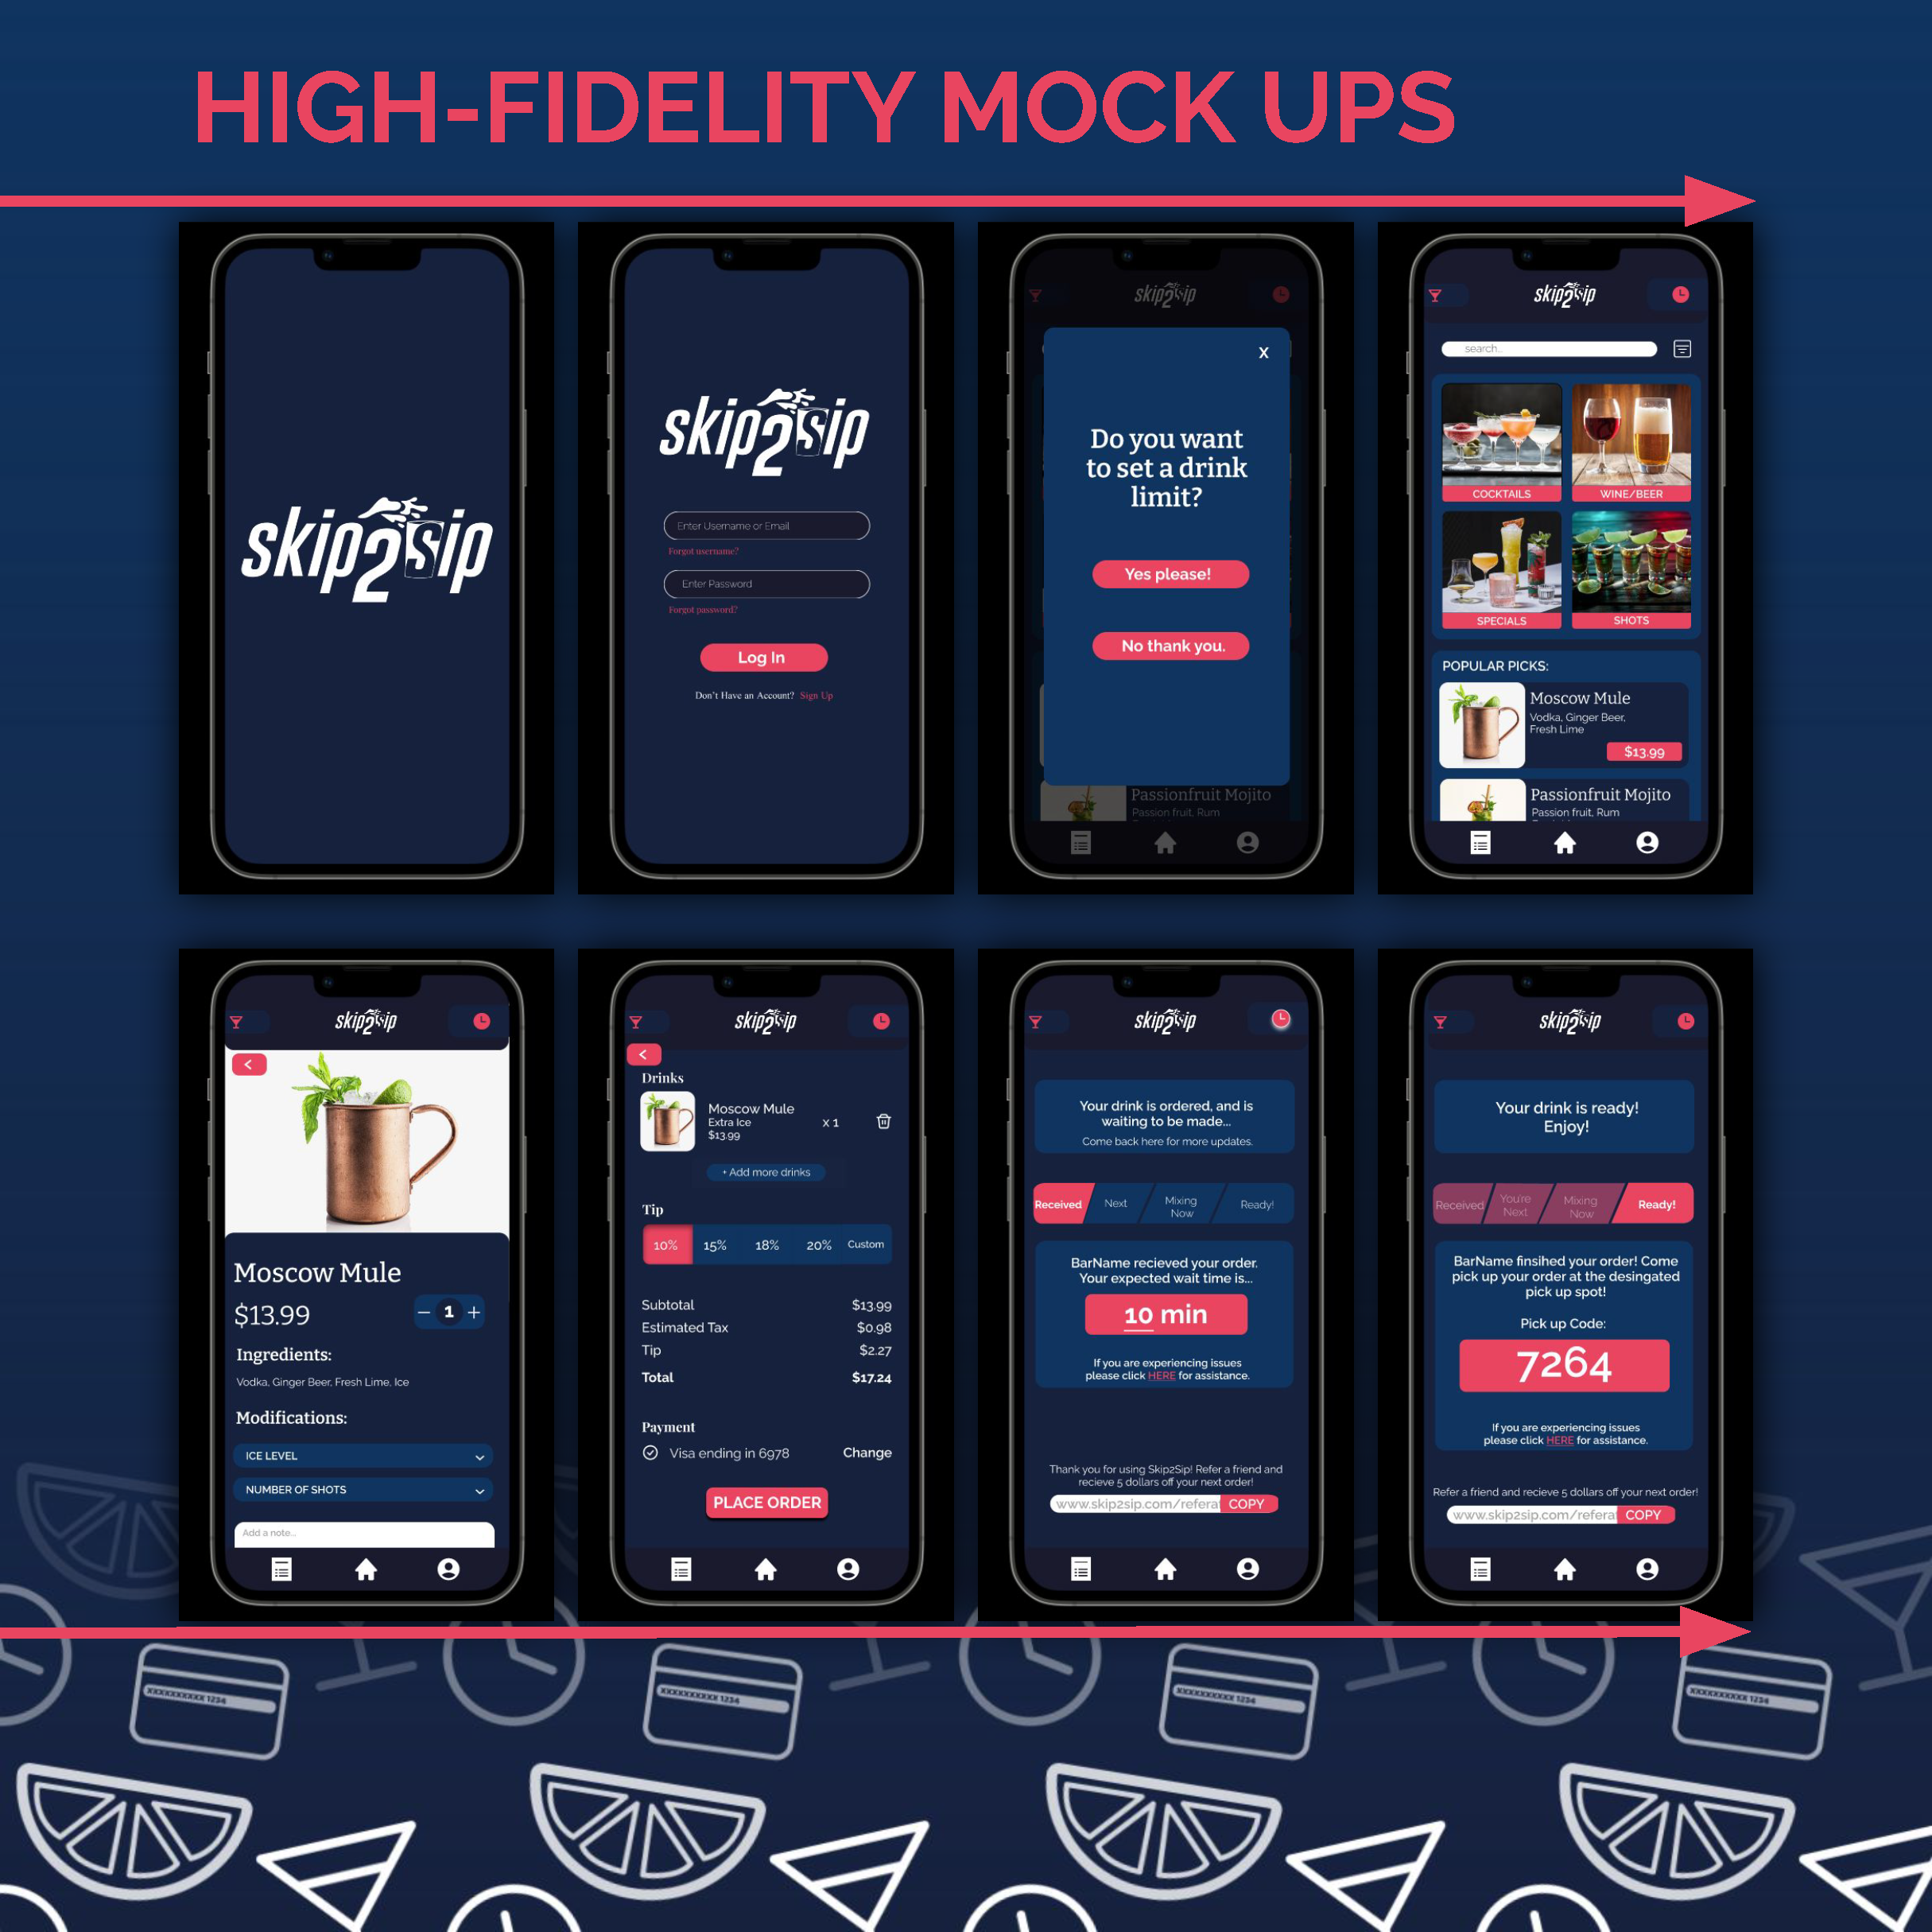 HIGH-FIDELITY MOCK UPS
skip2sip
skip2sip
Enter Username or Email
Forgot username?
Enter Password
Forgot password?
Log In
Don't Have an Account? Sign Up
skip2sip
X
Do you want
to set a drink
limit?
Yes please!
No thank you.
Passionfruit Mojito
Passion fruit, Rum
skip2sip
search..
COCKTAILS
WINE/BEER
SPECIALS
SHOTS
POPULAR PICKS:
Moscow Mule
Vodka, Ginger Beer,
Fresh Lime
$13.99
Passionfruit Mojito
Passion fruit, Rum
skip2sip
<
Moscow Mule
$13.99
− 1 +
Ingredients:
Vodka, Ginger Beer, Fresh Lime, Ice
Modifications:
ICE LEVEL
NUMBER OF SHOTS
Add a note...
skip2sip
<
Drinks
Moscow Mule
Extra Ice
$13.99
x 1
+ Add more drinks
Tip
10% 15% 18% 20% Custom
Subtotal $13.99
Estimated Tax $0.98
Tip $2.27
Total $17.24
Payment
Visa ending in 6978 Change
PLACE ORDER
skip2sip
Your drink is ordered, and is
waiting to be made...
Come back here for more updates.
Received Next Mixing Now Ready!
BarName recieved your order.
Your expected wait time is...
10 min
If you are experiencing issues
please click HERE for assistance.
Thank you for using Skip2Sip! Refer a friend and
recieve 5 dollars off your next order!
www.skip2sip.com/refera COPY
skip2sip
Your drink is ready!
Enjoy!
Received You're Next Mixing Now Ready!
BarName finsihed your order! Come
pick up your order at the desingated
pick up spot!
Pick up Code:
7264
If you are experiencing issues
please click HERE for assistance.
Refer a friend and recieve 5 dollars off your next order!
www.skip2sip.com/refera COPY
XXXXXXXXXX 1234
XXXXXXXXXX 1234
XXXXXXXXXX 1234
XXXXXXXXXX 1234